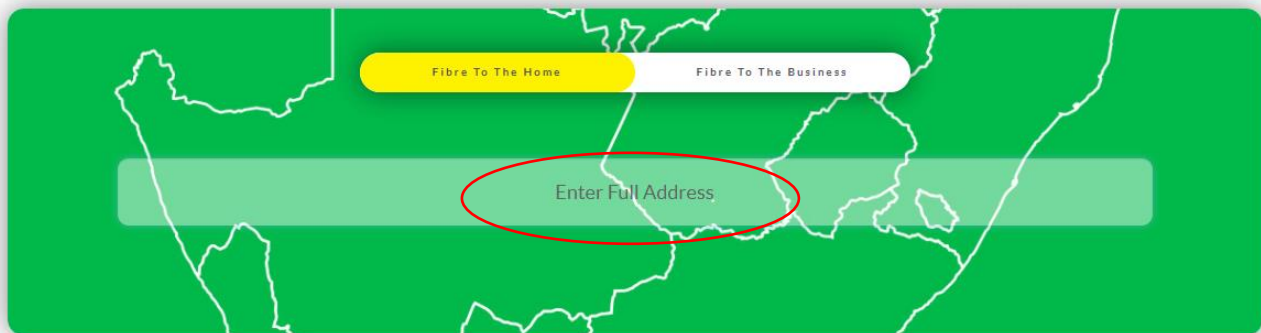 Fibre To The Home
Fibre To The Business
Enter Full Address